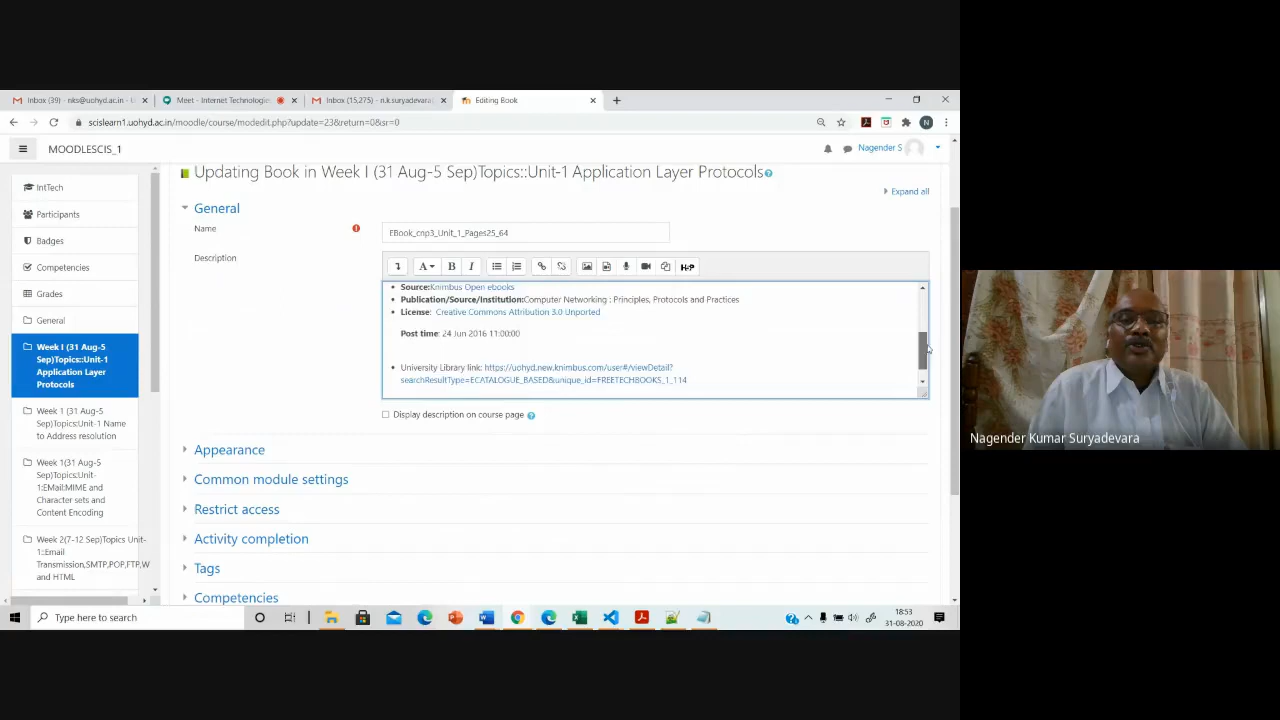 Inbox (39) - nks@uohyd.ac.in - U
Meet - Internet Technologies
Inbox (15,275) - n.k.suryadevara
Editing Book
scislearn1.uohyd.ac.in/moodle/course/modedit.php?update=23&return=0&sr=0
N
MOODLESCIS_1
Nagender S
IntTech
Participants
Badges
Competencies
Grades
General
Week I (31 Aug-5
Sep)Topics::Unit-1
Application Layer
Protocols
Week 1 (31 Aug-5
Sep)Topics:Unit-1 Name
to Address resolution
Week 1(31 Aug-5
Sep)Topics:Unit-
1:EMail:MIME and
Character sets and
Content Encoding
Week 2(7-12 Sep)Topics Unit-
1::Email
Transmission,SMTP,POP,FTP,W
and HTML
Updating Book in Week I (31 Aug-5 Sep)Topics::Unit-1 Application Layer Protocols
Expand all
General
Name
EBook_cnp3_Unit_1_Pages25_64
Description
A B I H-P
Source:Knimbus Open ebooks
Publication/Source/Institution:Computer Networking : Principles, Protocols and Practices
License: Creative Commons Attribution 3.0 Unported
Post time: 24 Jun 2016 11:00:00
University Library link: https://uohyd.new.knimbus.com/user#/viewDetail?
searchResultType=ECATALOGUE_BASED&unique_id=FREETECHBOOKS_1_114
Display description on course page
Appearance
Common module settings
Restrict access
Activity completion
Tags
Competencies
Type here to search
18:53
31-08-2020
Nagender Kumar Suryadevara